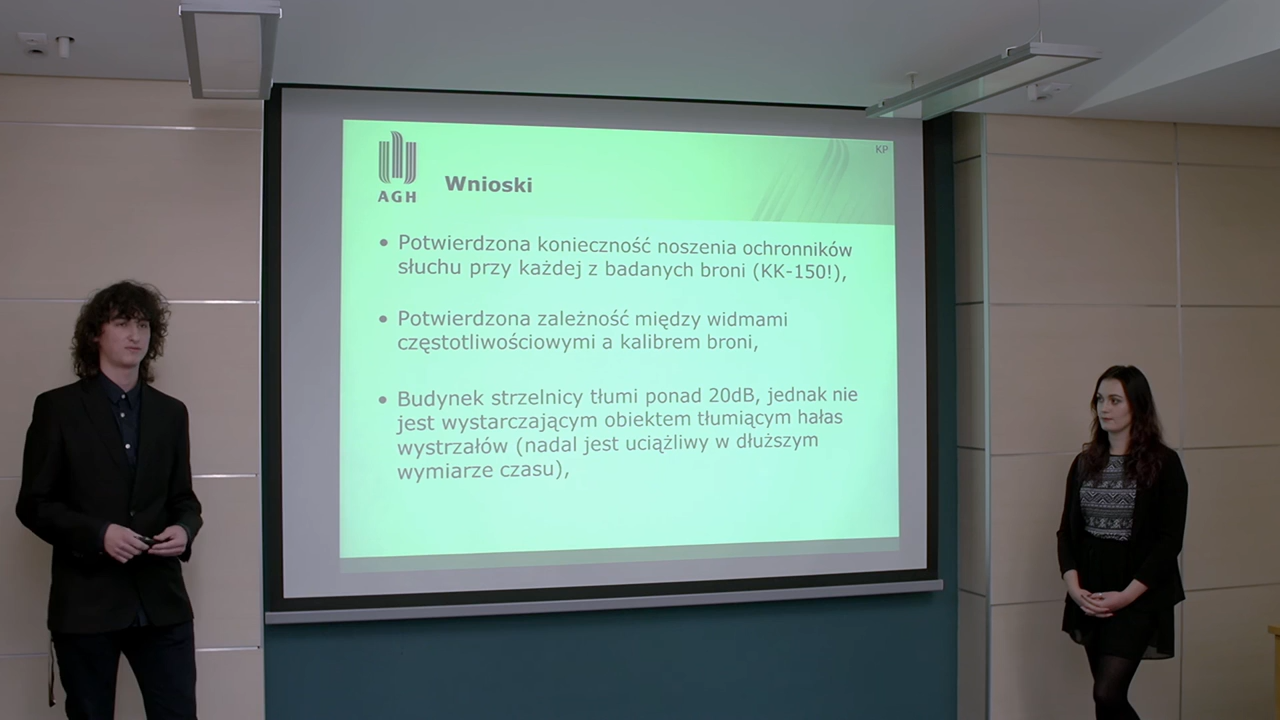 KP
AGH
Wnioski
• Potwierdzona konieczność noszenia ochronników
słuchu przy każdej z badanych broni (KK-150!),
• Potwierdzona zależność między widmami
częstotliwościowymi a kalibrem broni,
• Budynek strzelnicy tłumi ponad 20dB, jednak nie
jest wystarczającym obiektem tłumiącym hałas
wystrzałów (nadal jest uciążliwy w dłuższym
wymiarze czasu),